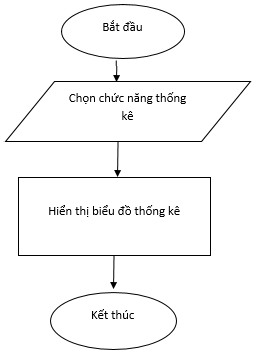 Bắt đầu
Chọn chức năng thống
kê
Hiển thị biểu đồ thống kê
Kết thúc